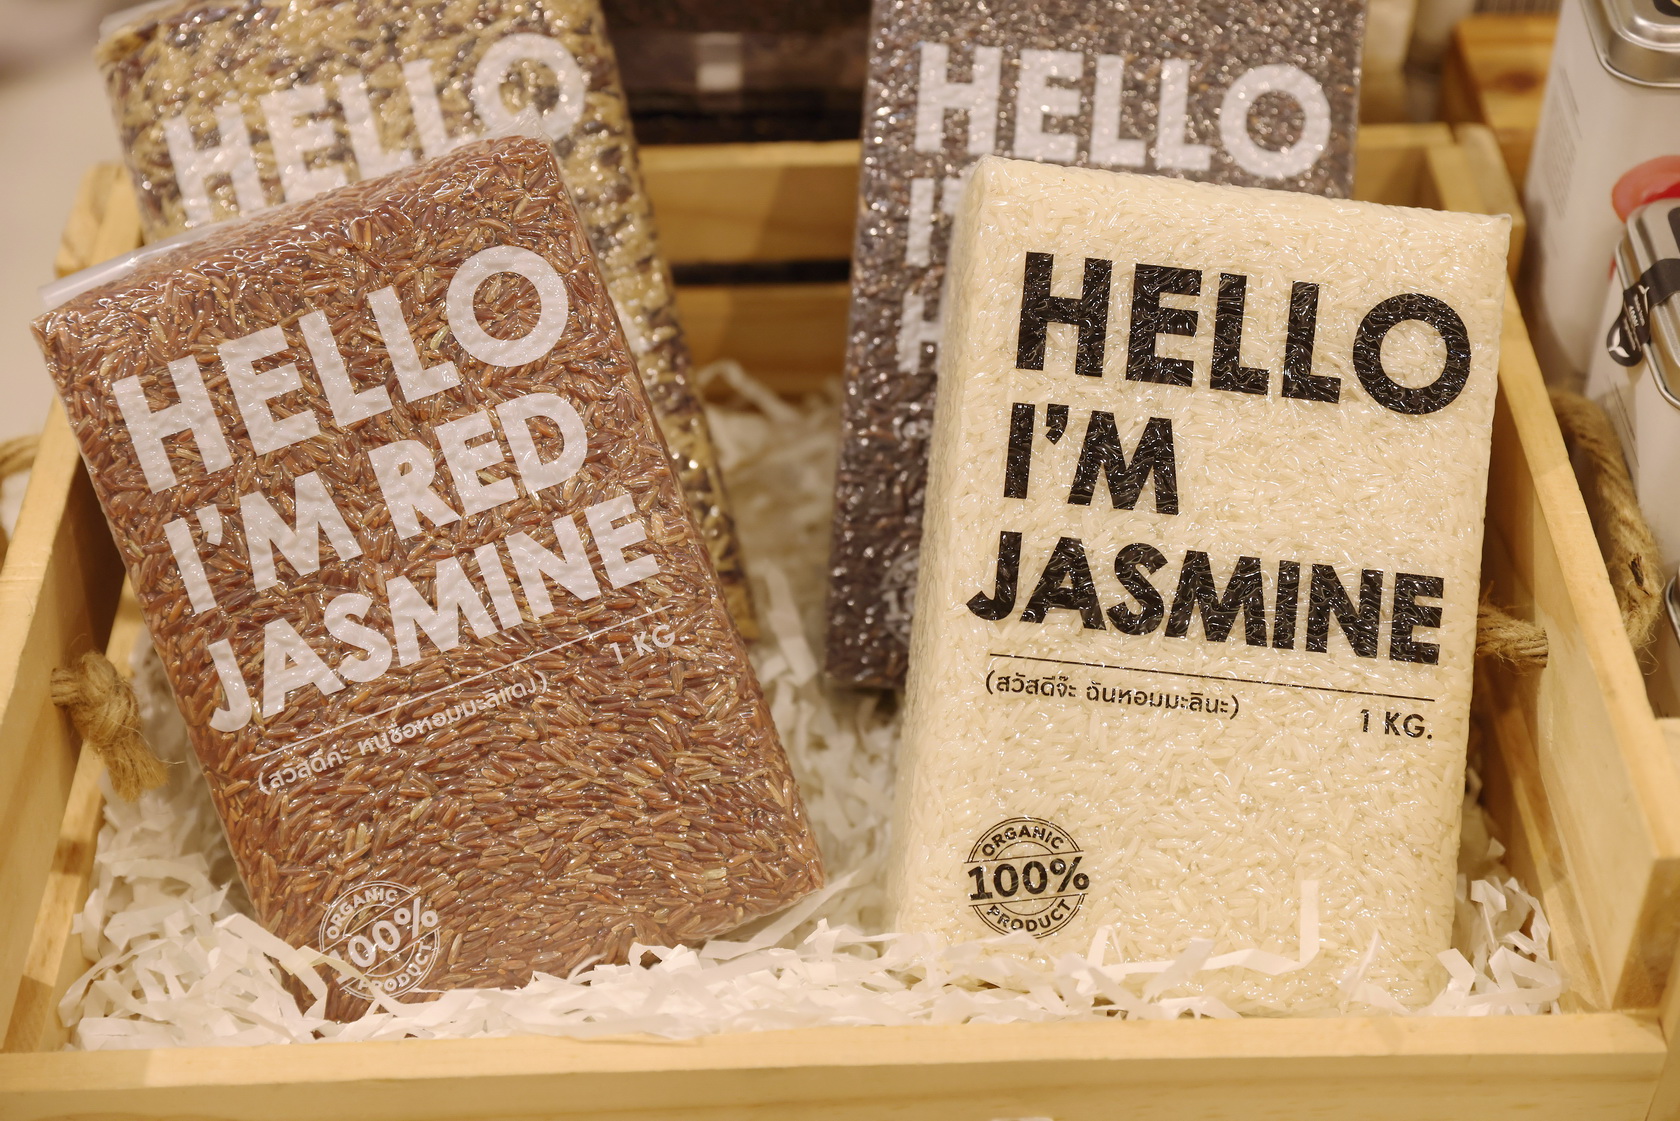 HELLO
HELLO
I'M RED
JASMINE
1 KG.
(สวัสดีค่ะ หนูชื่อหอมมะลิแดง)
ORGANIC
100%
PRODUCT
HELLO
HELLO
I'M
JASMINE
(สวัสดีจ๊ะ ฉันหอมมะลินะ)
1 KG.
ORGANIC
100%
PRODUCT